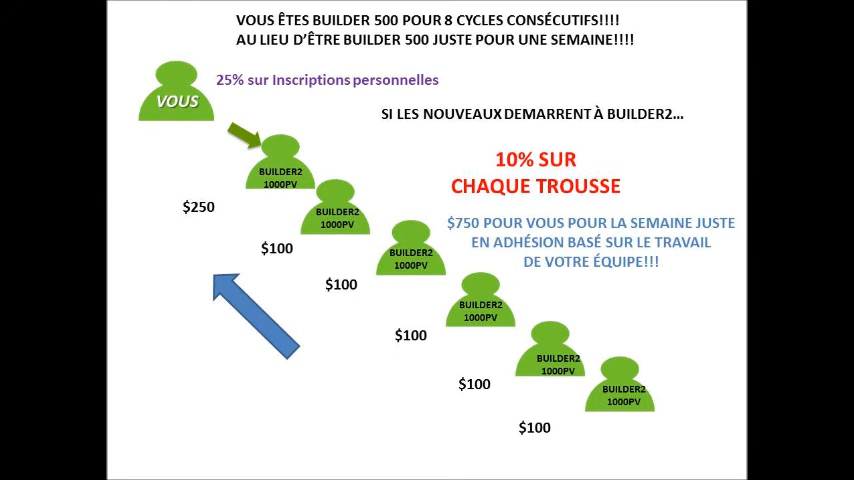 VOUS ÊTES BUILDER 500 POUR 8 CYCLES CONSÉCUTIFS!!!!
AU LIEU D'ÊTRE BUILDER 500 JUSTE POUR UNE SEMAINE!!!!
25% sur Inscriptions personnelles
VOUS
SI LES NOUVEAUX DEMARRENT À BUILDER2...
10% SUR
CHAQUE TROUSSE
BUILDER2
1000PV
$250
BUILDER2
1000PV
$750 POUR VOUS POUR LA SEMAINE JUSTE
EN ADHÉSION BASÉ SUR LE TRAVAIL
DE VOTRE ÉQUIPE!!!
$100
BUILDER2
1000PV
$100
BUILDER2
1000PV
$100
BUILDER2
1000PV
$100
BUILDER2
1000PV
$100